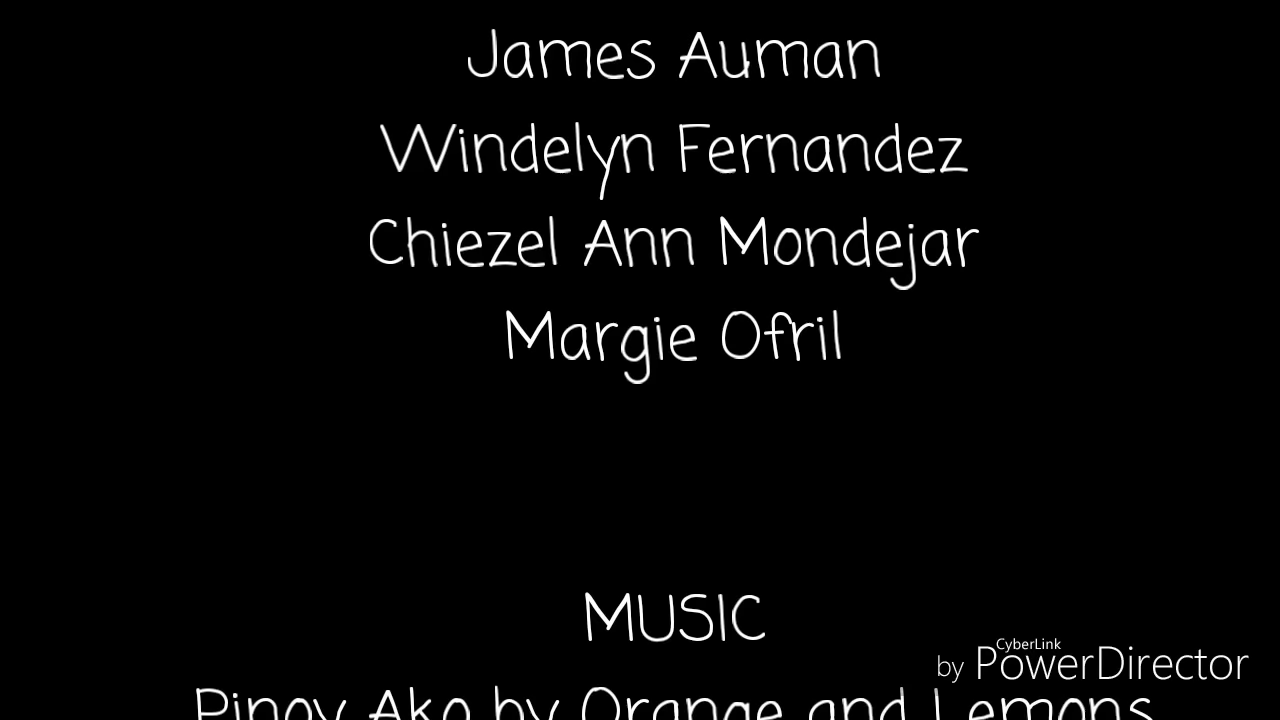 James Auman
Windelyn Fernandez
Chiezel Ann Mondejar
Margie Ofril
MUSIC
by CyberLink PowerDirector
Pinoy Ako by Orange and Lemons